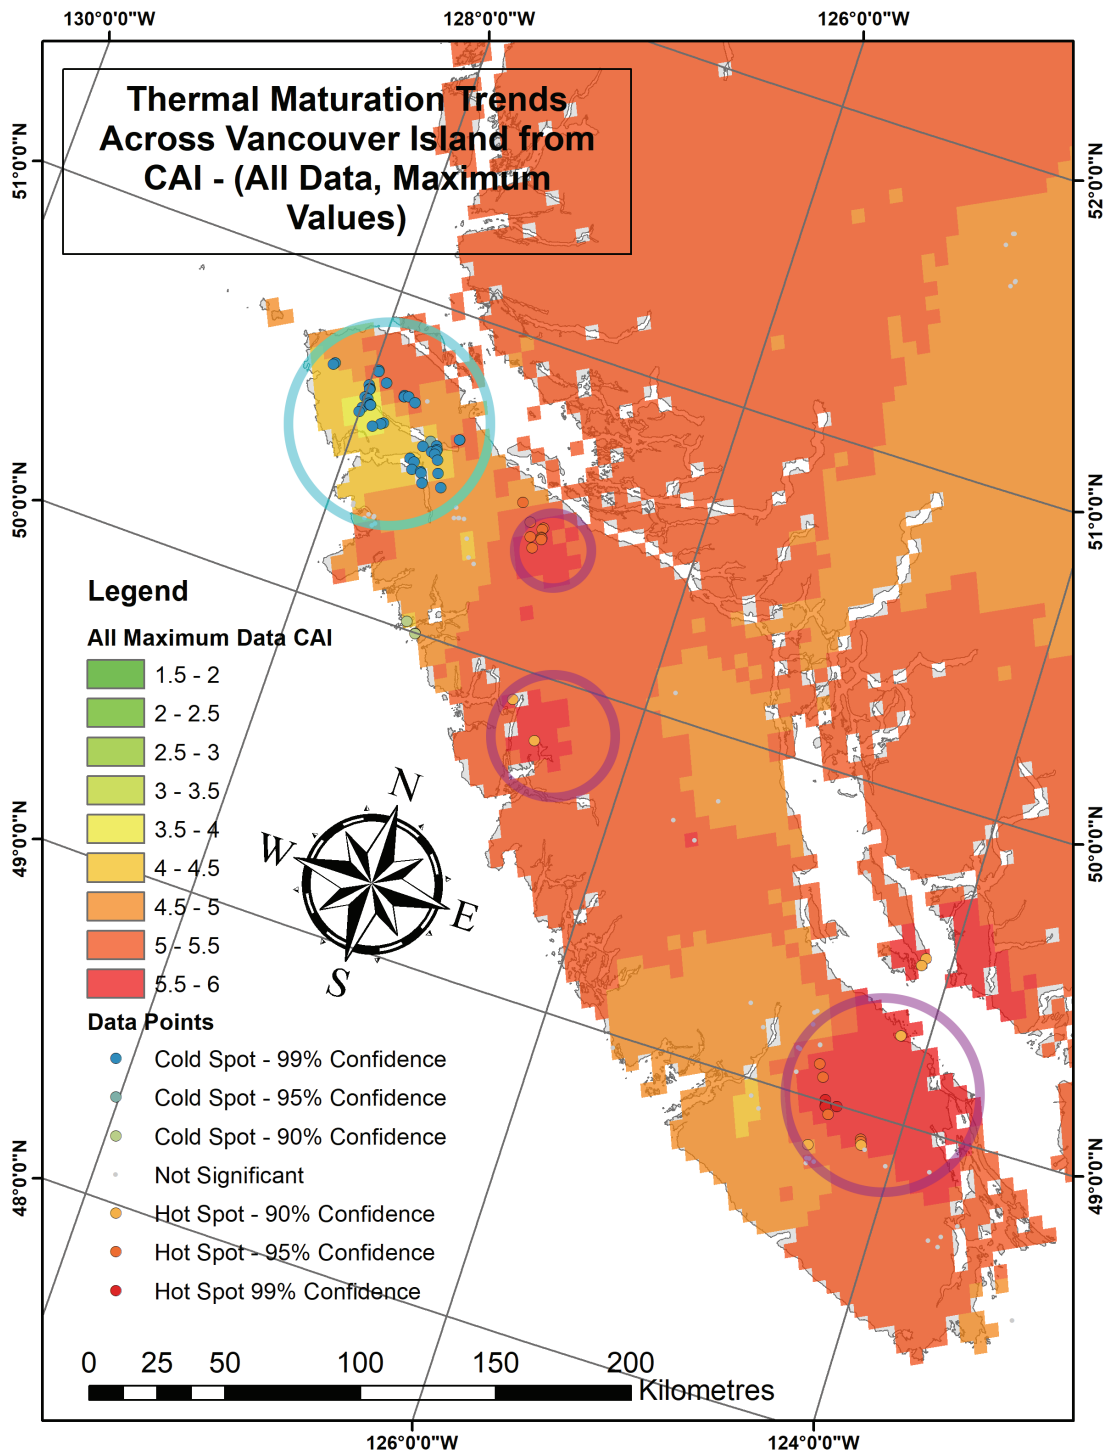 130°0'0"W
128°0'0"W
126°0'0"W
Thermal Maturation Trends
Across Vancouver Island from
CAI - (All Data, Maximum
Values)
51°0'0"N
50°0'0"N
49°0'0"N
48°0'0"N
52°0'0"N
51°0'0"N
50°0'0"N
49°0'0"N
Legend
All Maximum Data CAI
1.5 - 2
2 - 2.5
2.5 - 3
3 - 3.5
3.5 - 4
4 - 4.5
4.5 - 5
5 - 5.5
5.5 - 6
Data Points
Cold Spot - 99% Confidence
Cold Spot - 95% Confidence
Cold Spot - 90% Confidence
Not Significant
Hot Spot - 90% Confidence
Hot Spot - 95% Confidence
Hot Spot 99% Confidence
N
W
E
S
0 25 50 100 150 200
Kilometres
126°0'0"W
124°0'0"W